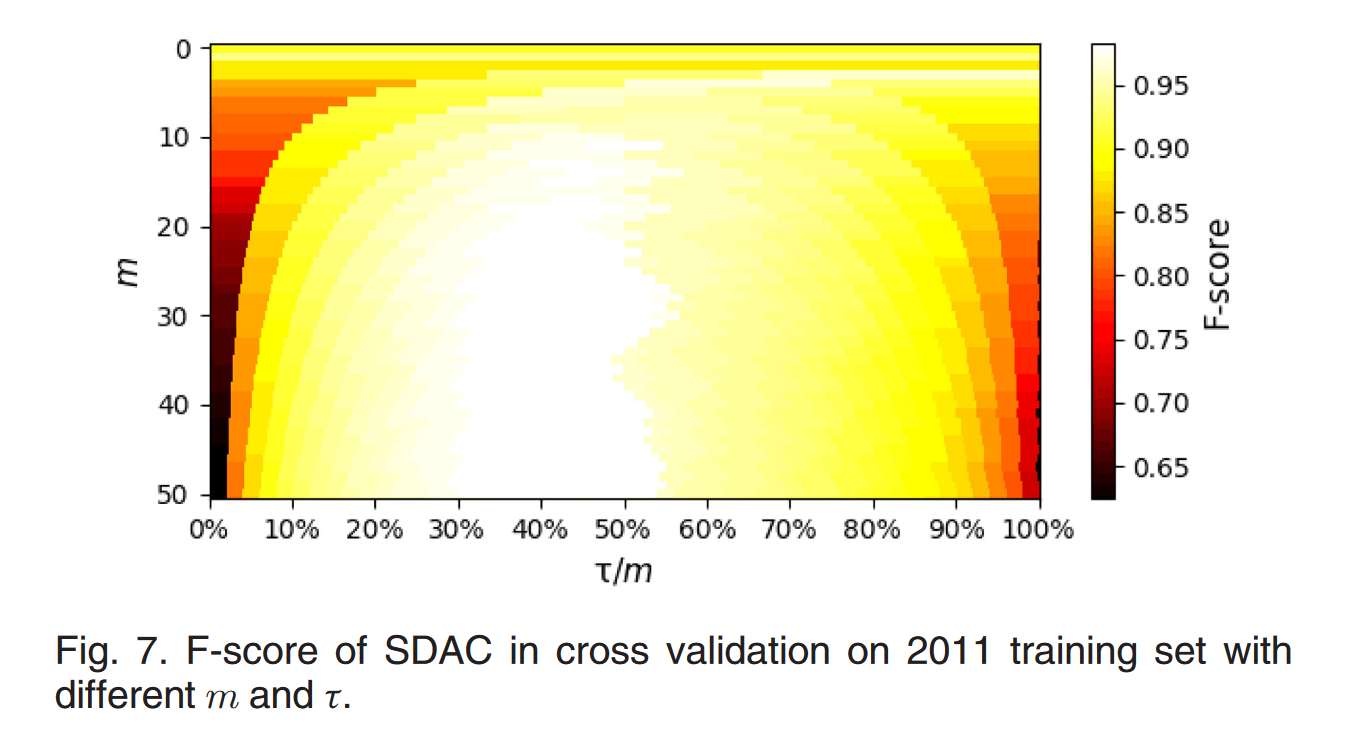 0
10
20
30
40
50
m
0% 10% 20% 30% 40% 50% 60% 70% 80% 90% 100%
τ/m
0.95
0.90
0.85
0.80
0.75
0.70
0.65
F-score
Fig. 7. F-score of SDAC in cross validation on 2011 training set with
different m and τ.